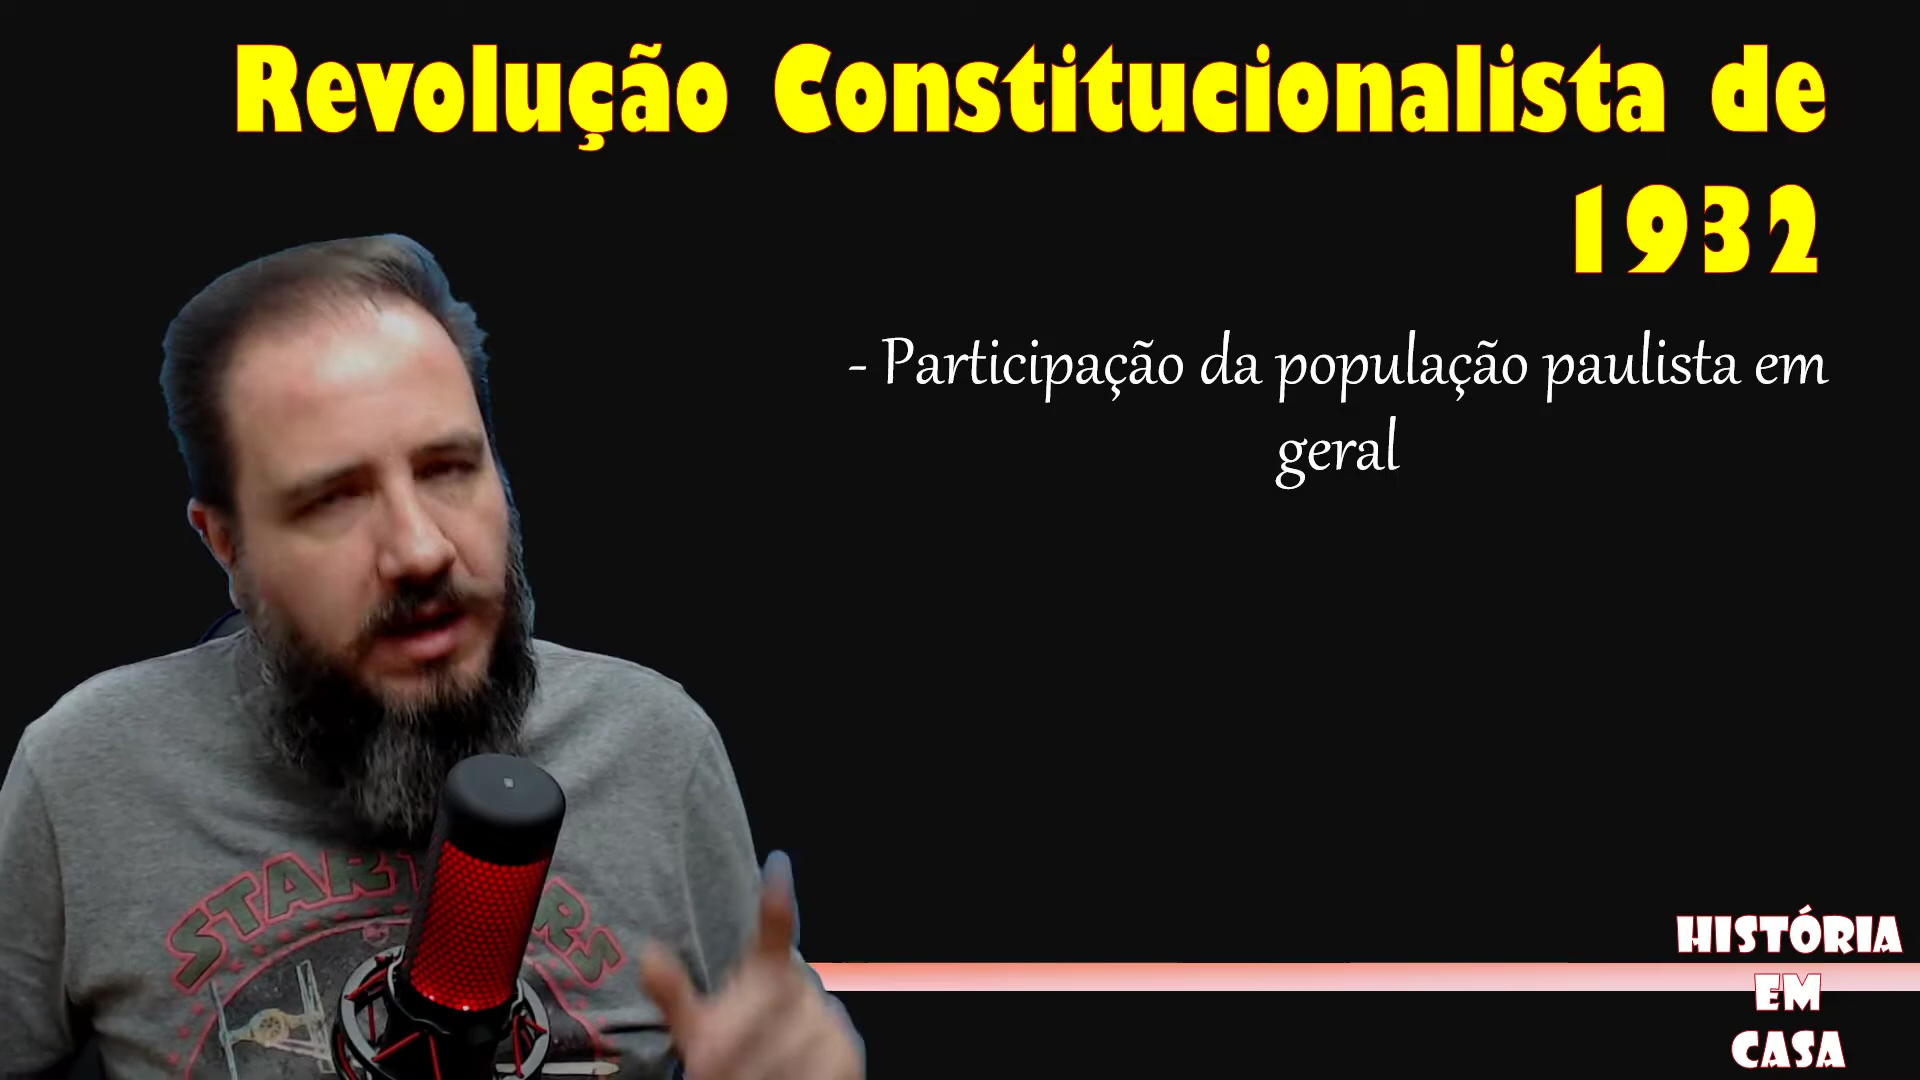 Revolução Constitucionalista de
1932
- Participação da população paulista em
geral
HISTÓRIA
EM
CASA